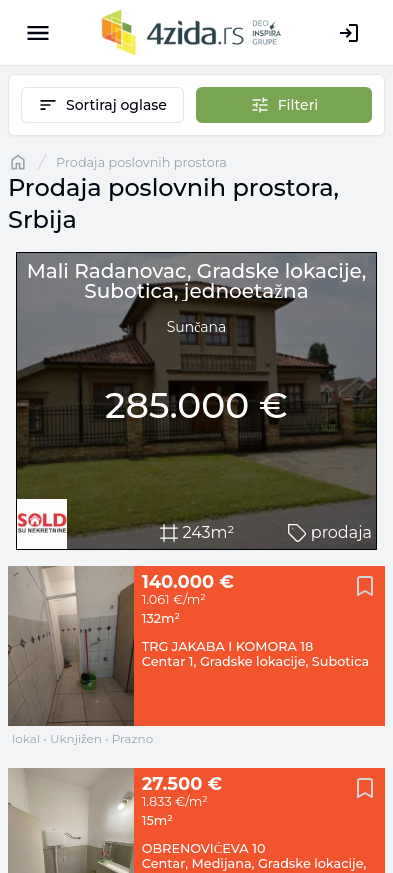 4zida.rs
DEO
INSPIRA
GRUPE
Sortiraj oglase
Filteri
/ Prodaja poslovnih prostora
Prodaja poslovnih prostora,
Srbija
Mali Radanovac, Gradske lokacije,
Subotica, jednoetažna
Sunčana
285.000 €
SOLD
SU NEKRETNINE
243m²
prodaja
140.000 €
1.061 €/m²
132m²
TRG JAKABA I KOMORA 18
Centar 1, Gradske lokacije, Subotica
lokal • Uknjižen • Prazno
27.500 €
1.833 €/m²
15m²
OBRENOVIĆEVA 10
Centar, Medijana, Gradske lokacije,